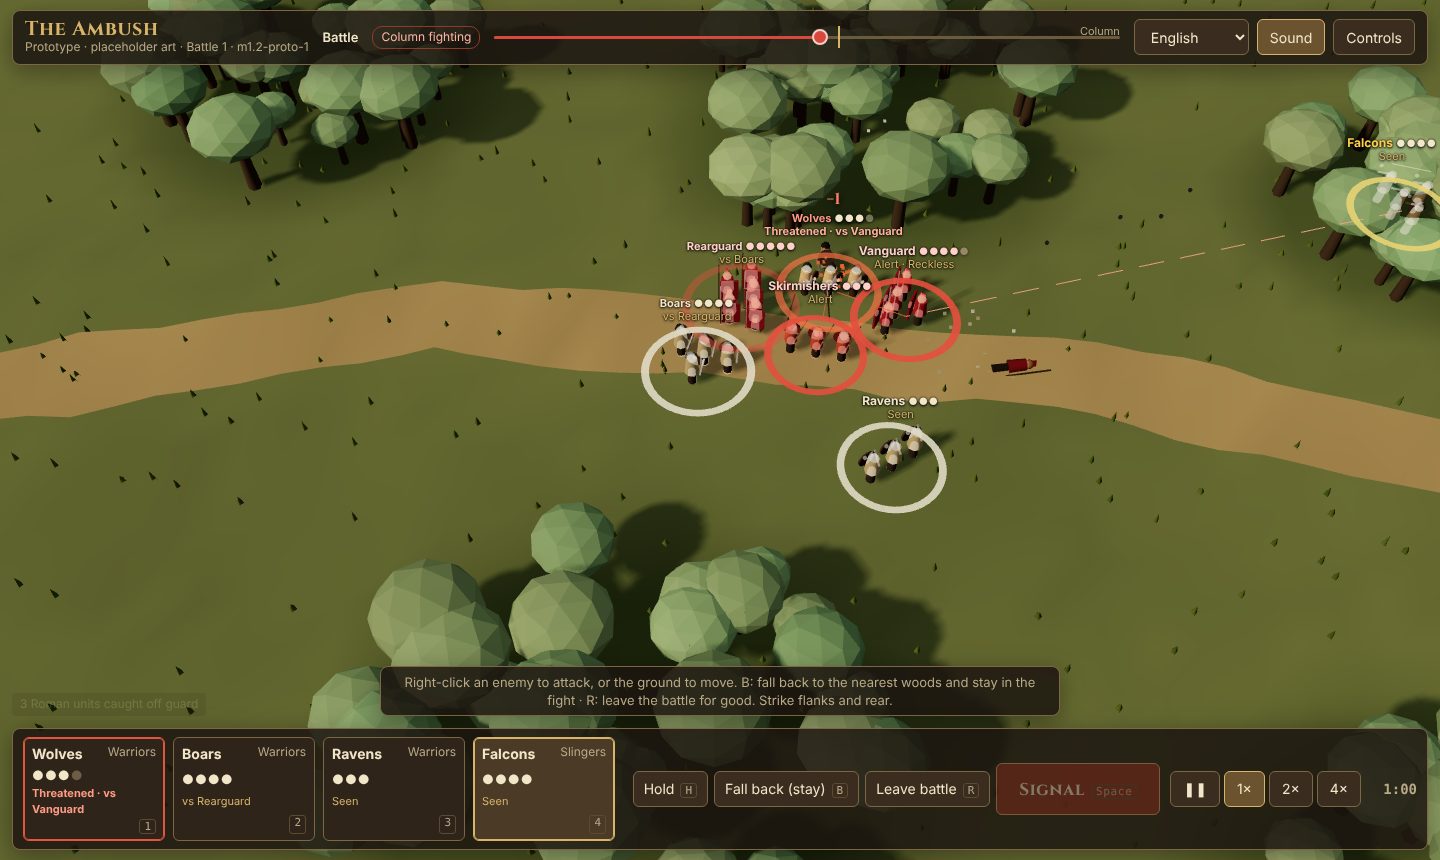 The Ambush
Prototype · placeholder art · Battle 1 · m1.2-proto-1
Battle
Column fighting
Column
English
Sound
Controls
Falcons
Seen
-1
Wolves
Threatened · vs Vanguard
Rearguard
vs Boars
Vanguard
Alert · Reckless
Skirmishers
Alert
Boars
vs Rearguard
Ravens
Seen
Right-click an enemy to attack, or the ground to move. B: fall back to the nearest woods and stay in the
fight · R: leave the battle for good. Strike flanks and rear.
3 Roman units caught off guard
Wolves Warriors
Threatened · vs
Vanguard
1
Boars Warriors
vs Rearguard
2
Ravens Warriors
Seen
3
Falcons Slingers
Seen
4
Hold H
Fall back (stay) B
Leave battle R
Signal Space
1×
2×
4×
1:00